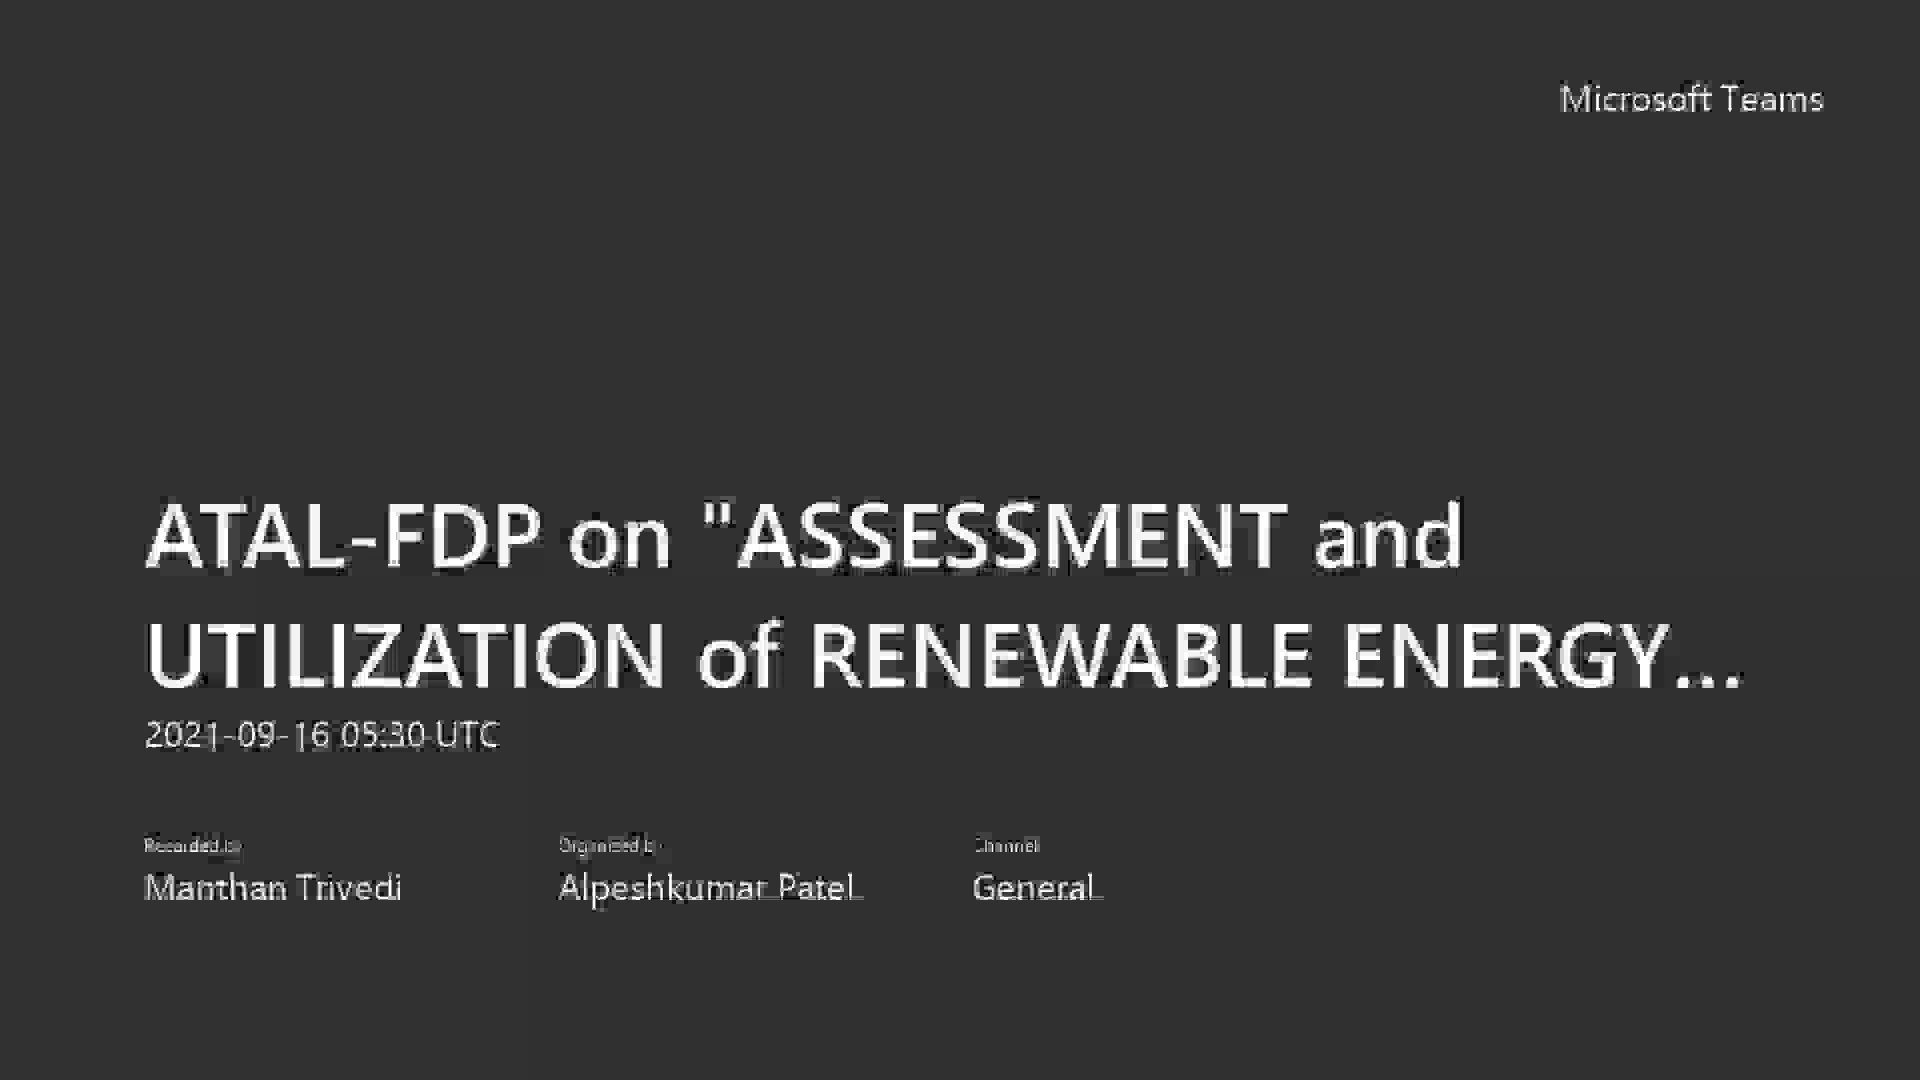 Microsoft Teams
ATAL-FDP on "ASSESSMENT and
UTILIZATION of RENEWABLE ENERGY...
2021-09-16 05:30 UTC
Recorded by
Organized by
Channel
Manthan Trivedi
Alpeshkumar Patel
General